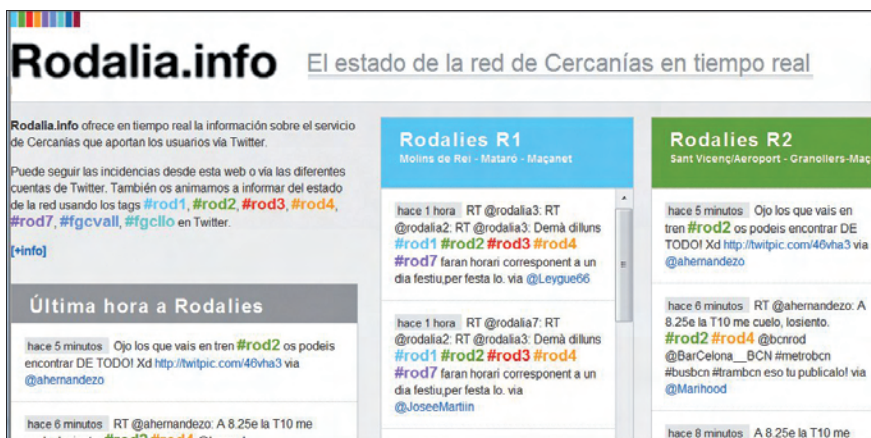 Rodalia.info
El estado de la red de Cercanías en tiempo real
Rodalia.info ofrece en tiempo real la información sobre el servicio
de Cercanías que aportan los usuarios vía Twitter.
Puede seguir las incidencias desde esta web o vía las diferentes
cuentas de Twitter. También os animamos a informar del estado
de la red usando los tags #rod1, #rod2, #rod3, #rod4,
#rod7, #fgcvall, #fgcllo en Twitter.
[+info]
Última hora a Rodalies
hace 5 minutos Ojo los que vais en tren #rod2 os podeis
encontrar DE TODO! Xd http://twitpic.com/46vha3 via
@ahernandezo
hace 6 minutos RT @ahernandezo: A 8.25e la T10 me
Rodalies R1
Molins de Rei - Mataró - Maçanet
hace 1 hora RT @rodalia3: RT
@rodalia2: RT @rodalia3: Demà dilluns
#rod1 #rod2 #rod3 #rod4
#rod7 faran horari corresponent a un
dia festiu,per festa lo. via @Leygue66
hace 1 hora RT @rodalia7: RT
@rodalia2: RT @rodalia3: Demà dilluns
#rod1 #rod2 #rod3 #rod4
#rod7 faran horari corresponent a un
dia festiu,per festa lo. via
@JoseeMartiin
Rodalies R2
Sant Vicenç/Aeroport - Granollers-Maç
hace 5 minutos Ojo los que vais en
tren #rod2 os podeis encontrar DE
TODO! Xd http://twitpic.com/46vha3 via
@ahernandezo
hace 6 minutos RT @ahernandezo: A
8.25e la T10 me cuelo, losiento.
#rod2 #rod4 @bcnrod
@BarCelona__BCN #metrobcn
#busbcn #trambcn eso tu publicalo! via
@Marihood
hace 8 minutos A 8.25e la T10 me